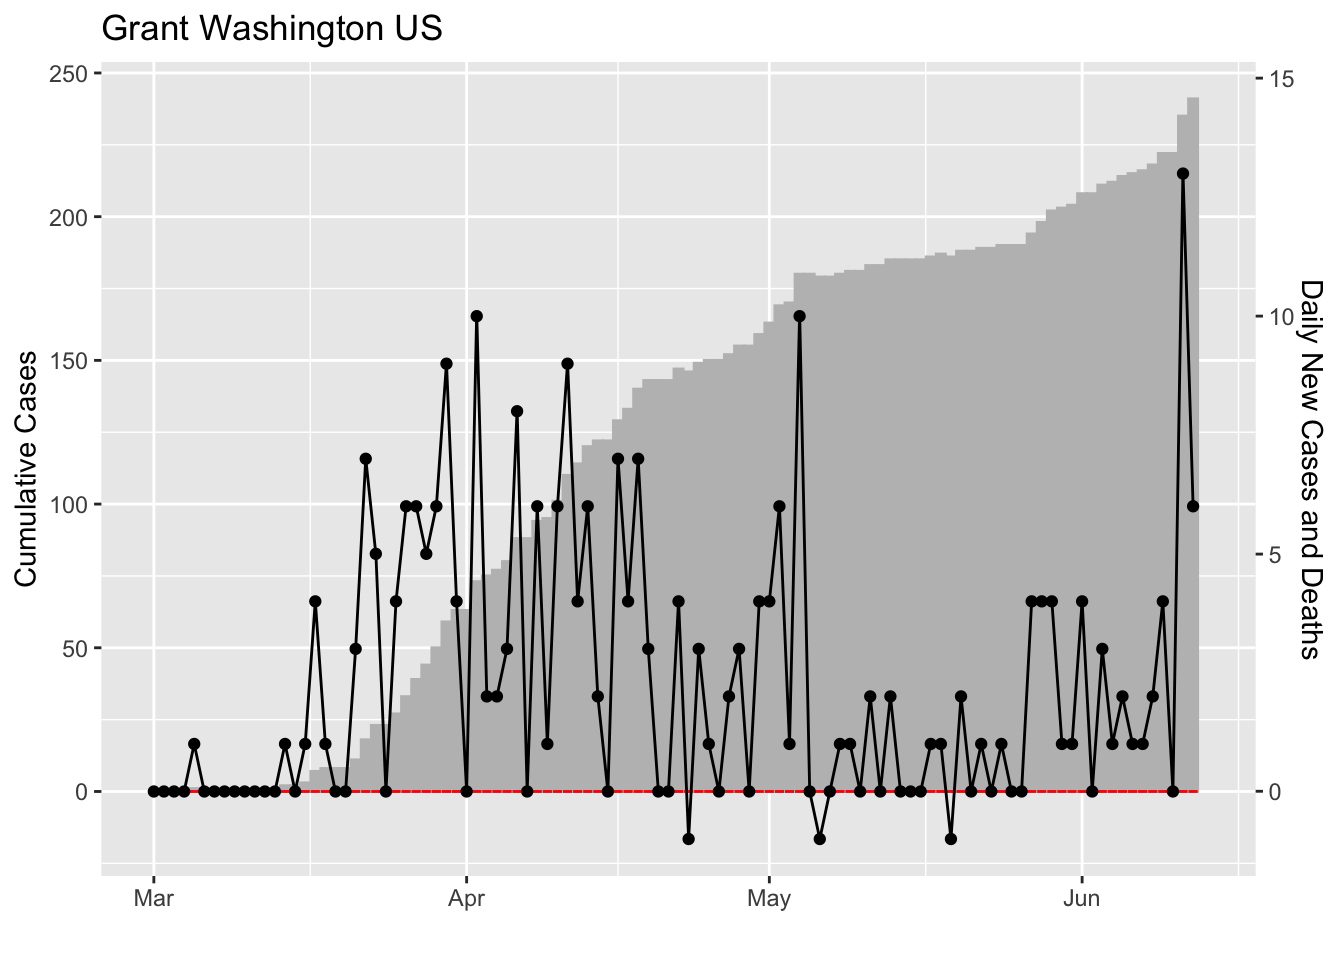 Grant Washington US
Cumulative Cases
250
200
150
100
50
0
15
10
5
0
Daily New Cases and Deaths
Mar
Apr
May
Jun